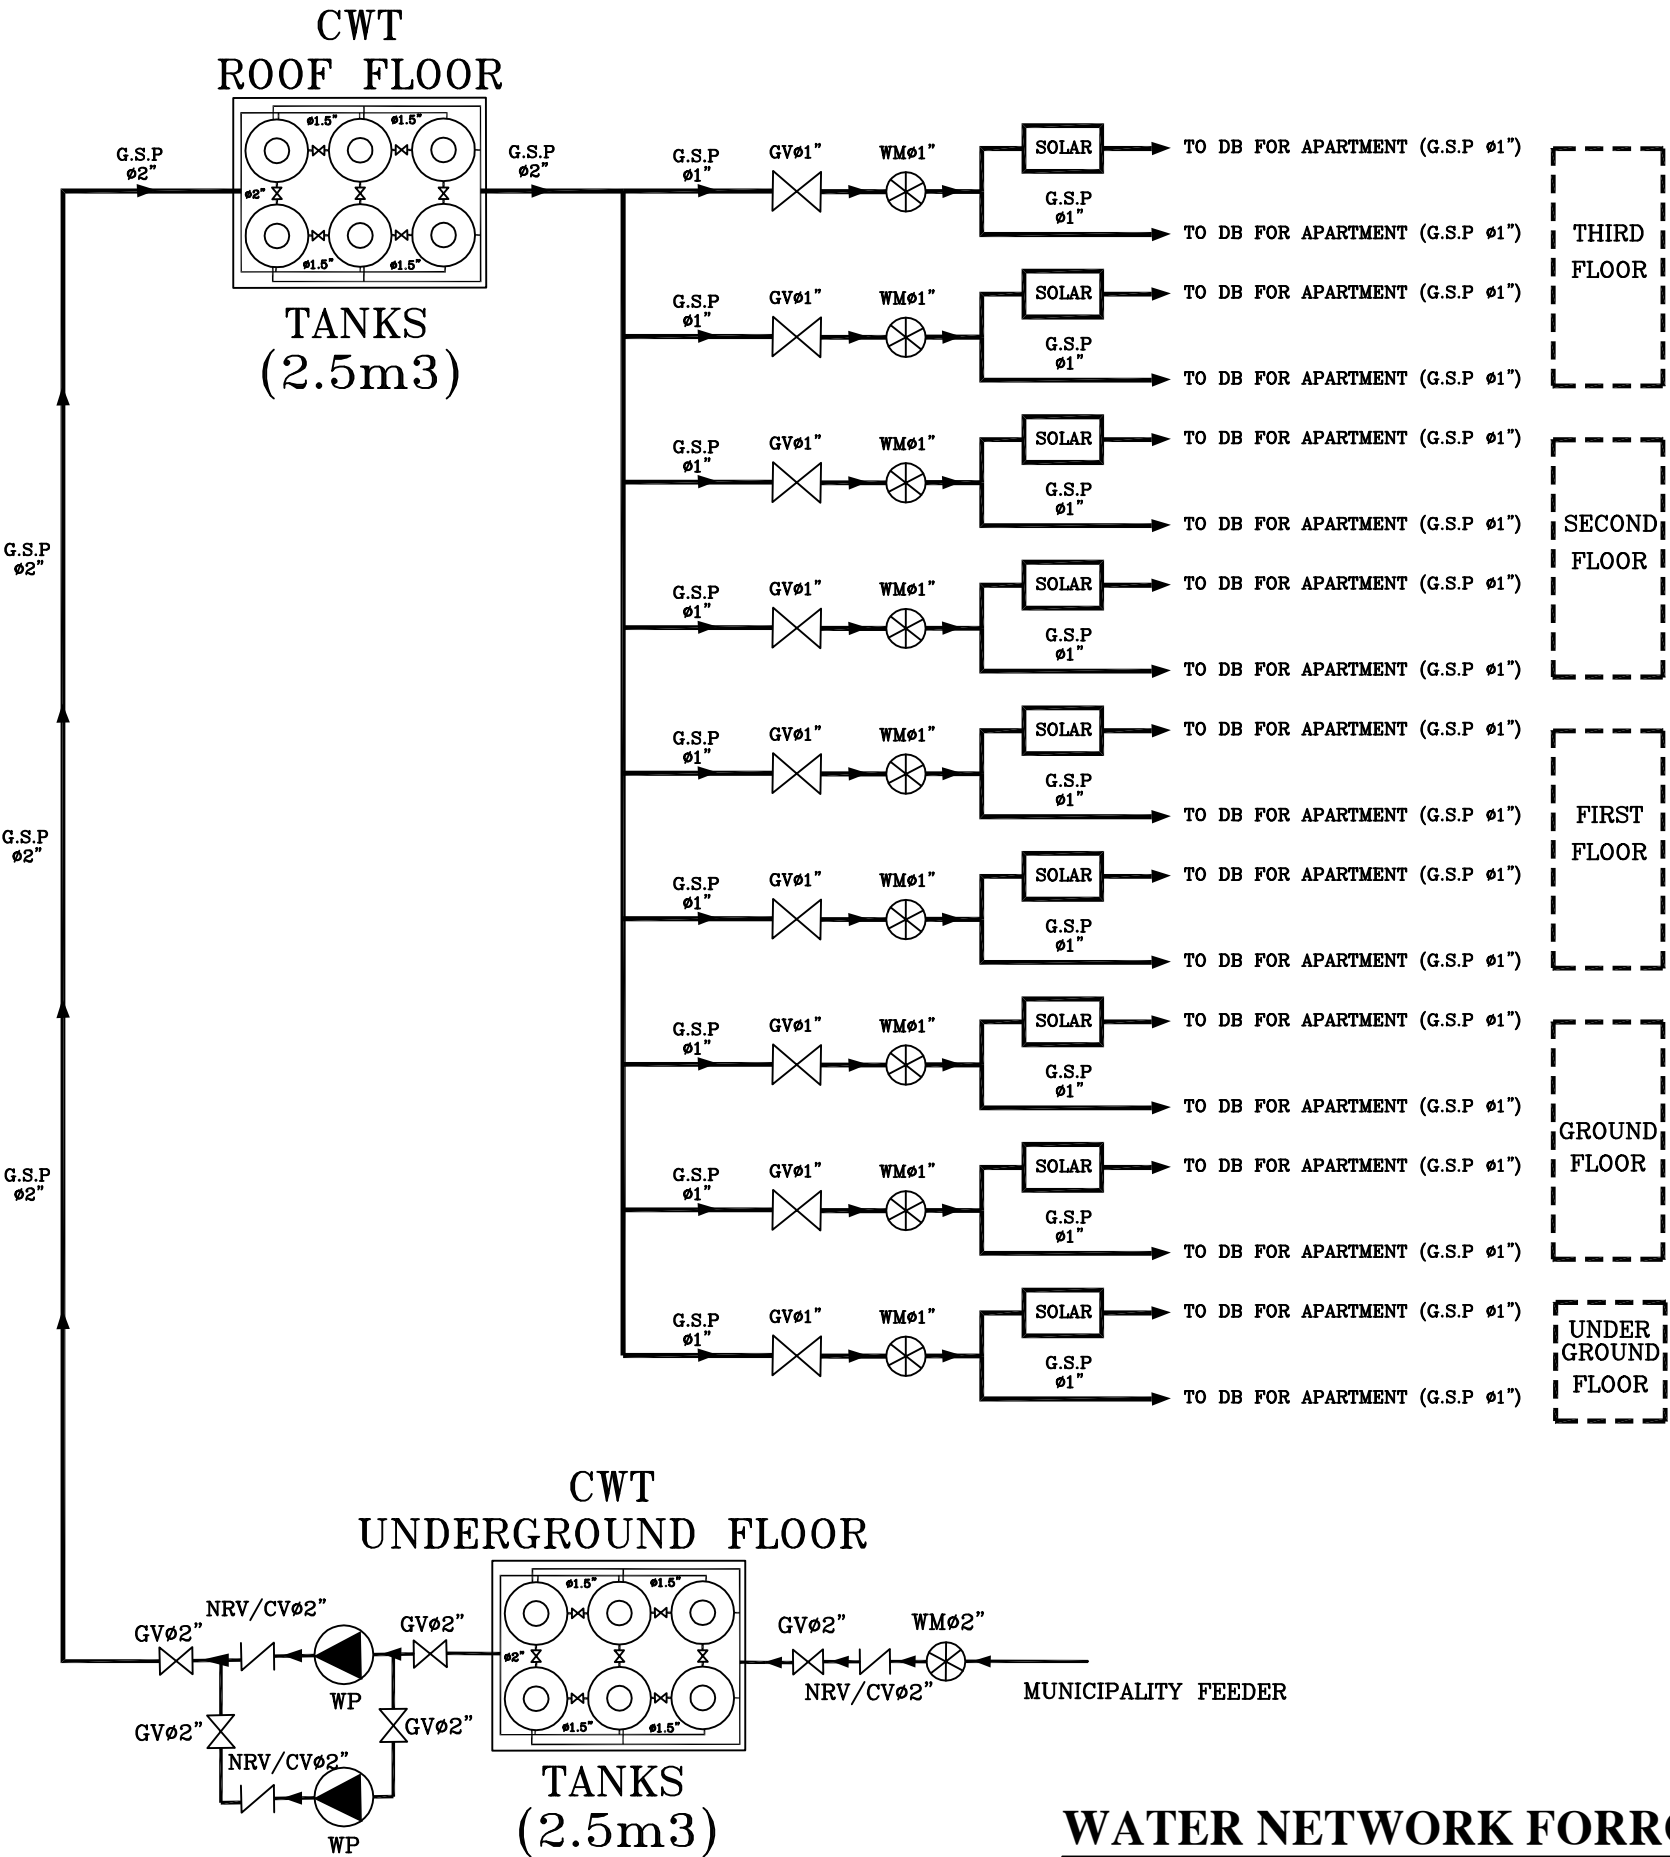 CWT
ROOF FLOOR
ø1.5" ø1.5"
G.S.P
ø2"
G.S.P
ø2"
ø2"
ø1.5" ø1.5"
TANKS
(2.5m3)
G.S.P
ø2"
G.S.P
ø2"
G.S.P
ø2"
G.S.P
ø1"
GVø1" WMø1"
SOLAR
TO DB FOR APARTMENT (G.S.P ø1")
G.S.P
ø1"
TO DB FOR APARTMENT (G.S.P ø1")
G.S.P
ø1"
GVø1" WMø1"
SOLAR
TO DB FOR APARTMENT (G.S.P ø1")
G.S.P
ø1"
TO DB FOR APARTMENT (G.S.P ø1")
THIRD
FLOOR
G.S.P
ø1"
GVø1" WMø1"
SOLAR
TO DB FOR APARTMENT (G.S.P ø1")
G.S.P
ø1"
TO DB FOR APARTMENT (G.S.P ø1")
G.S.P
ø1"
GVø1" WMø1"
SOLAR
TO DB FOR APARTMENT (G.S.P ø1")
G.S.P
ø1"
TO DB FOR APARTMENT (G.S.P ø1")
SECOND
FLOOR
G.S.P
ø1"
GVø1" WMø1"
SOLAR
TO DB FOR APARTMENT (G.S.P ø1")
G.S.P
ø1"
TO DB FOR APARTMENT (G.S.P ø1")
G.S.P
ø1"
GVø1" WMø1"
SOLAR
TO DB FOR APARTMENT (G.S.P ø1")
G.S.P
ø1"
TO DB FOR APARTMENT (G.S.P ø1")
FIRST
FLOOR
G.S.P
ø1"
GVø1" WMø1"
SOLAR
TO DB FOR APARTMENT (G.S.P ø1")
G.S.P
ø1"
TO DB FOR APARTMENT (G.S.P ø1")
G.S.P
ø1"
GVø1" WMø1"
SOLAR
TO DB FOR APARTMENT (G.S.P ø1")
G.S.P
ø1"
TO DB FOR APARTMENT (G.S.P ø1")
GROUND
FLOOR
G.S.P
ø1"
GVø1" WMø1"
SOLAR
TO DB FOR APARTMENT (G.S.P ø1")
G.S.P
ø1"
TO DB FOR APARTMENT (G.S.P ø1")
UNDER
GROUND
FLOOR
CWT
UNDERGROUND FLOOR
ø1.5" ø1.5"
ø2"
ø1.5" ø1.5"
TANKS
(2.5m3)
GVø2"
NRV/CVø2"
WP
GVø2"
GVø2"
GVø2"
NRV/CVø2"
WP
GVø2"
NRV/CVø2"
WMø2"
MUNICIPALITY FEEDER
WATER NETWORK FORR